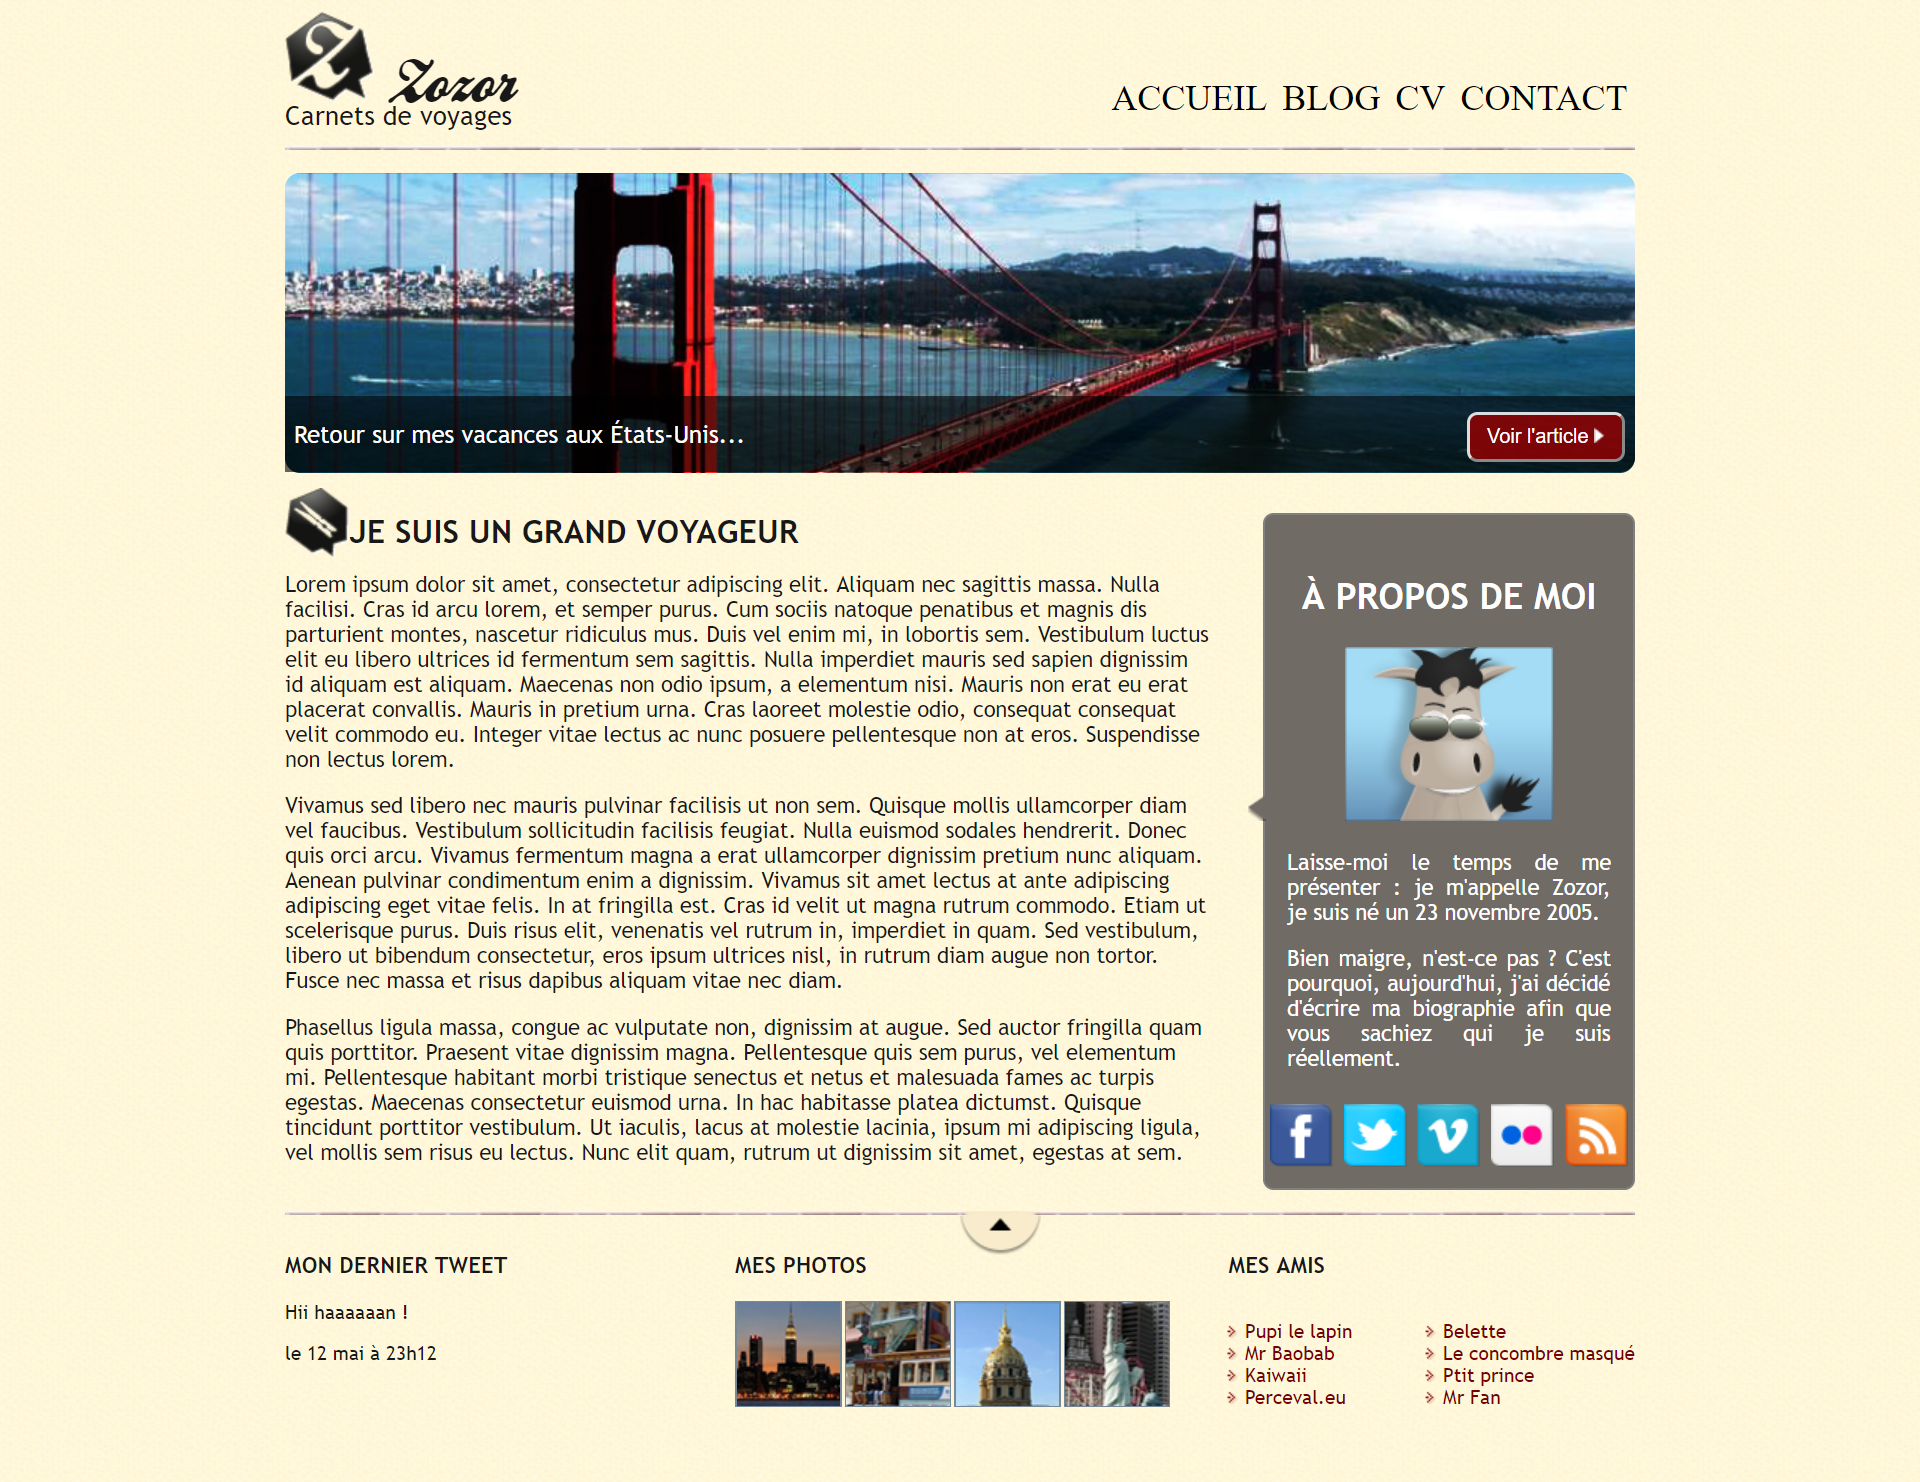 Zozor
Carnets de voyages
ACCUEIL BLOG CV CONTACT
Retour sur mes vacances aux États-Unis...
Voir l'article
JE SUIS UN GRAND VOYAGEUR
Lorem ipsum dolor sit amet, consectetur adipiscing elit. Aliquam nec sagittis massa. Nulla
facilisi. Cras id arcu lorem, et semper purus. Cum sociis natoque penatibus et magnis dis
parturient montes, nascetur ridiculus mus. Duis vel enim mi, in lobortis sem. Vestibulum luctus
elit eu libero ultrices id fermentum sem sagittis. Nulla imperdiet mauris sed sapien dignissim
id aliquam est aliquam. Maecenas non odio ipsum, a elementum nisi. Mauris non erat eu erat
placerat convallis. Mauris in pretium urna. Cras laoreet molestie odio, consequat consequat
velit commodo eu. Integer vitae lectus ac nunc posuere pellentesque non at eros. Suspendisse
non lectus lorem.
Vivamus sed libero nec mauris pulvinar facilisis ut non sem. Quisque mollis ullamcorper diam
vel faucibus. Vestibulum sollicitudin facilisis feugiat. Nulla euismod sodales hendrerit. Donec
quis orci arcu. Vivamus fermentum magna a erat ullamcorper dignissim pretium nunc aliquam.
Aenean pulvinar condimentum enim a dignissim. Vivamus sit amet lectus at ante adipiscing
adipiscing eget vitae felis. In at fringilla est. Cras id velit ut magna rutrum commodo. Etiam ut
scelerisque purus. Duis risus elit, venenatis vel rutrum in, imperdiet in quam. Sed vestibulum,
libero ut bibendum consectetur, eros ipsum ultrices nisl, in rutrum diam augue non tortor.
Fusce nec massa et risus dapibus aliquam vitae nec diam.
Phasellus ligula massa, congue ac vulputate non, dignissim at augue. Sed auctor fringilla quam
quis porttitor. Praesent vitae dignissim magna. Pellentesque quis sem purus, vel elementum
mi. Pellentesque habitant morbi tristique senectus et netus et malesuada fames ac turpis
egestas. Maecenas consectetur euismod urna. In hac habitasse platea dictumst. Quisque
tincidunt porttitor vestibulum. Ut iaculis, lacus at molestie lacinia, ipsum mi adipiscing ligula,
vel mollis sem risus eu lectus. Nunc elit quam, rutrum ut dignissim sit amet, egestas at sem.
À PROPOS DE MOI
Laisse-moi le temps de me
présenter : je m'appelle Zozor,
je suis né un 23 novembre 2005.
Bien maigre, n'est-ce pas ? C'est
pourquoi, aujourd'hui, j'ai décidé
d'écrire ma biographie afin que
vous sachiez qui je suis
réellement.
MON DERNIER TWEET
Hii haaaaaan !
le 12 mai à 23h12
MES PHOTOS
MES AMIS
Pupi le lapin
Mr Baobab
Kaiwaii
Perceval.eu
Belette
Le concombre masqué
Ptit prince
Mr Fan